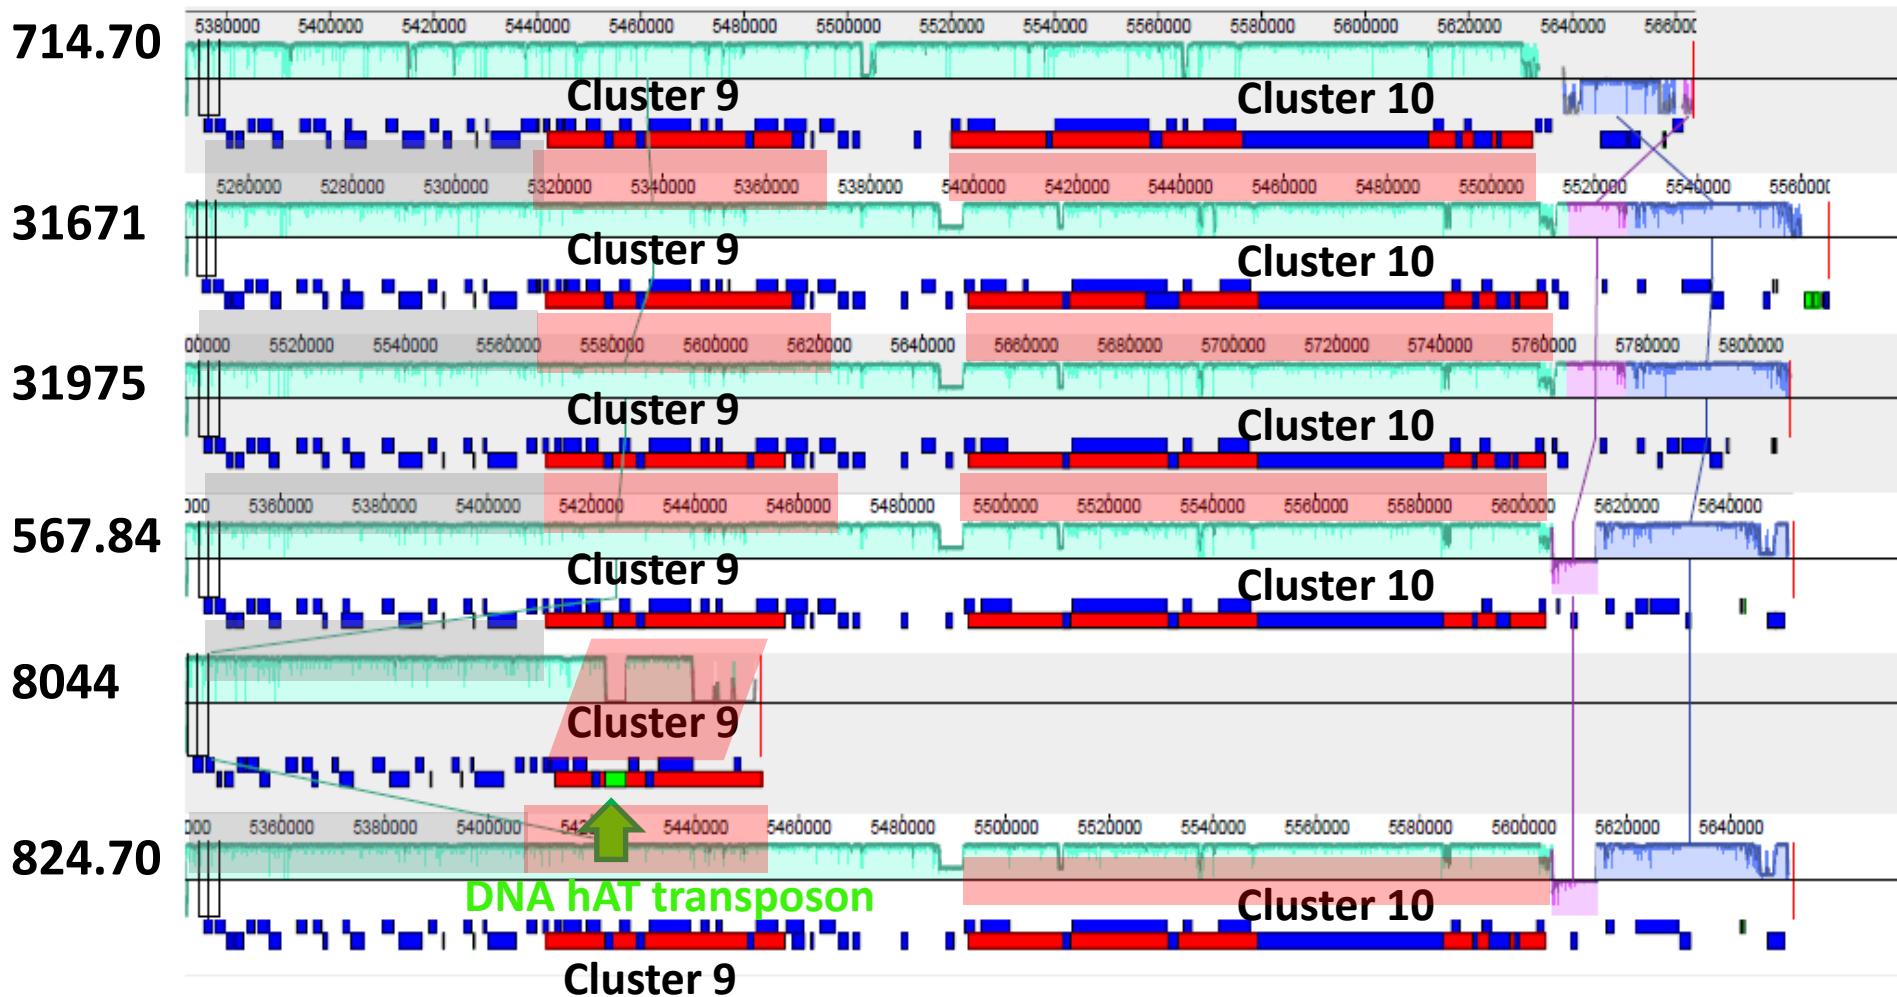 5380000 5400000 5420000 5440000 5460000 5480000 5500000 5520000 5540000 5560000 5580000 5600000 5620000 5640000
714.70
Cluster 9 Cluster 10
5260000 5280000 5300000 5320000 5340000 5360000 5380000 5400000 5420000 5440000 5460000 5480000 5500000 5520000 5540000 556000
31671
Cluster 9 Cluster 10
00000 5520000 5540000 5560000 5580000 5600000 5620000 5640000 5660000 5680000 5700000 5720000 5740000 5760000 5780000 5800000
31975
Cluster 9 Cluster 10
000 5360000 5380000 5400000 5420000 5440000 5460000 5480000 5500000 5520000 5540000 5560000 5580000 5600000 5620000 5640000
567.84
Cluster 9 Cluster 10
8044
Cluster 9
000 5360000 5380000 5400000 5440000 5460000 5480000 5500000 5520000 5540000 5560000 5580000 5600000 5620000 5640000
824.70
DNA hAT transposon
Cluster 10
Cluster 9